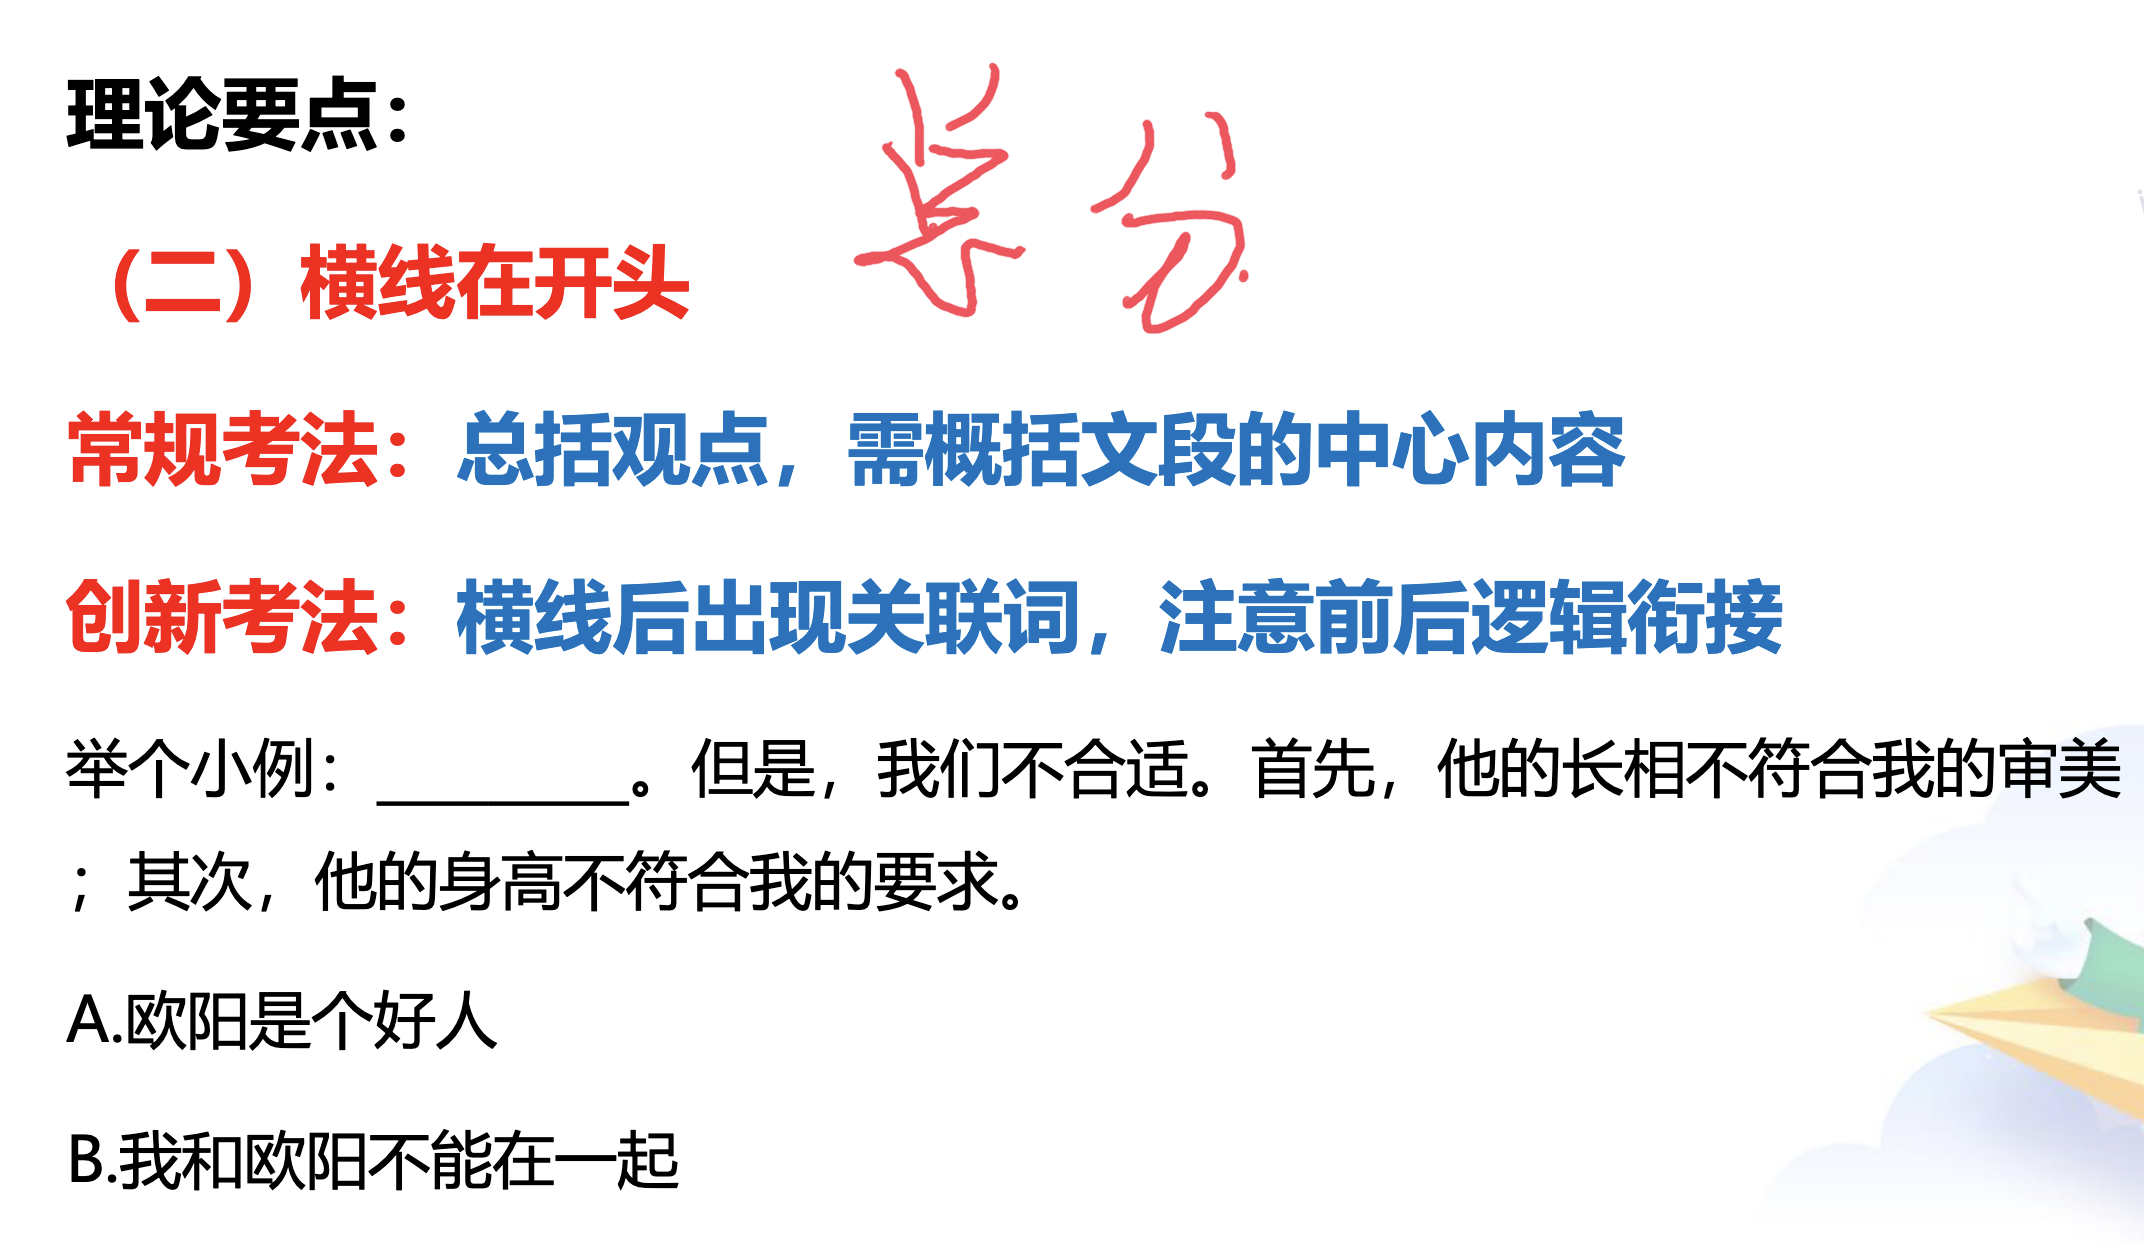 理论要点：
总分
（二）横线在开头
常规考法：总括观点，需概括文段的中心内容
创新考法：横线后出现关联词，注意前后逻辑衔接
举个小例：________。但是，我们不合适。首先，他的长相不符合我的审美
；其次，他的身高不符合我的要求。
A.欧阳是个好人
B.我和欧阳不能在一起